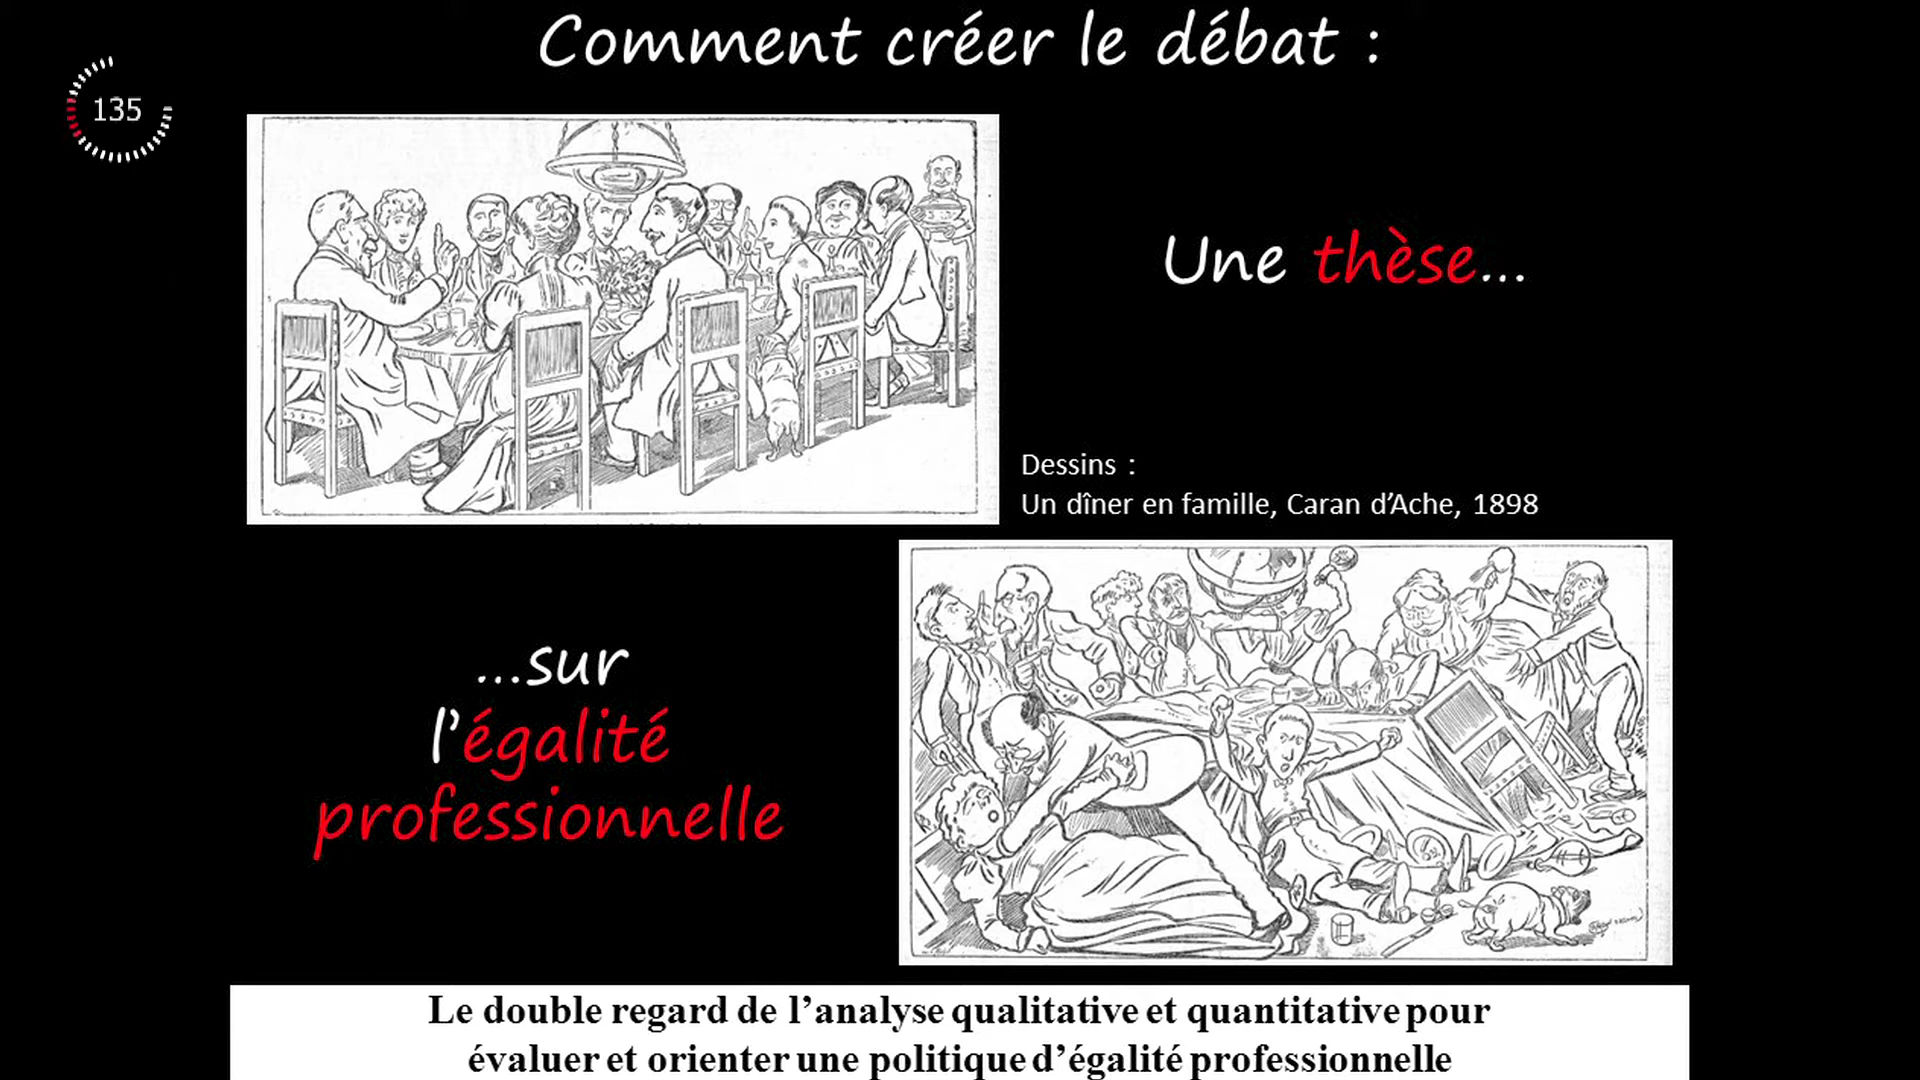 Comment créer le débat :
135
Une thèse...
Dessins :
Un dîner en famille, Caran d’Ache, 1898
...sur
l’égalité
professionnelle
Le double regard de l’analyse qualitative et quantitative pour
évaluer et orienter une politique d’égalité professionnelle